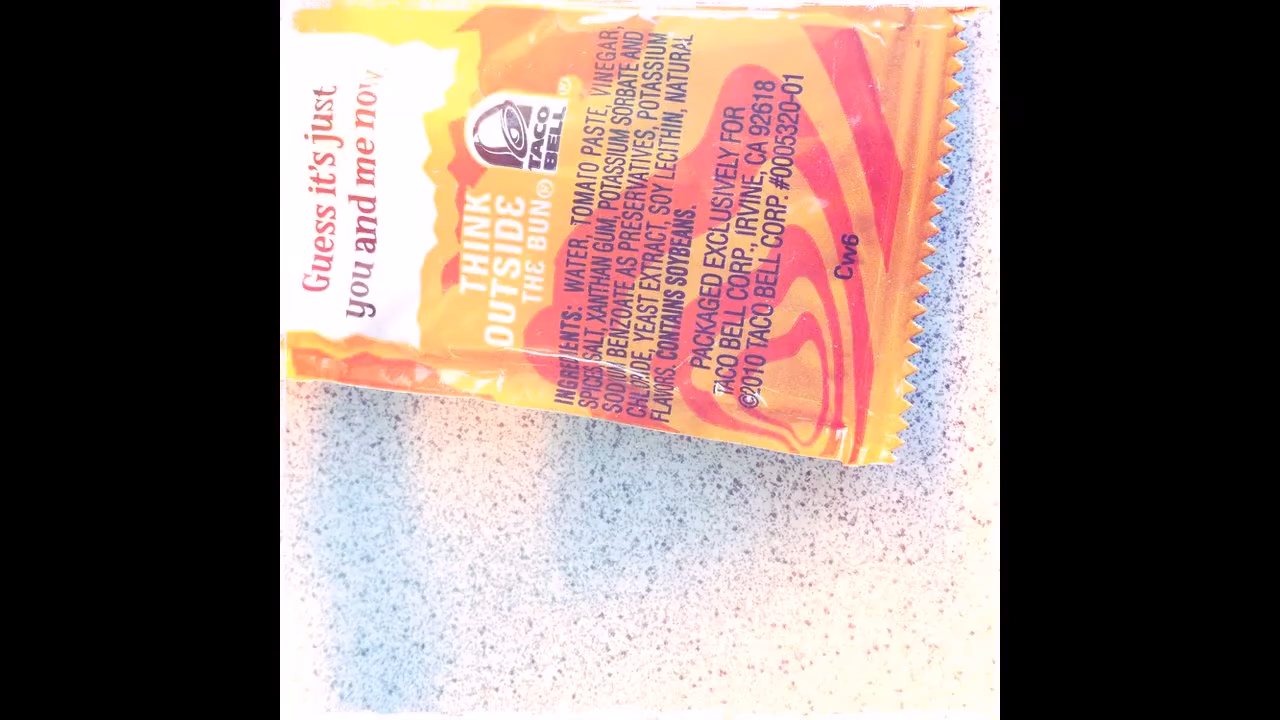 Guess it's just
you and me now.
TACO
BELL®
THINK
OUTSIDE
THE BUN®
INGREDIENTS: WATER, TOMATO PASTE, VINEGAR,
SPICES, SALT, XANTHAN GUM, POTASSIUM SORBATE AND
SODIUM BENZOATE AS PRESERVATIVES, POTASSIUM
CHLORIDE, YEAST EXTRACT, SOY LECITHIN, NATURAL
FLAVORS. CONTAINS SOYBEANS.
PACKAGED EXCLUSIVELY FOR
TACO BELL CORP., IRVINE, CA 92618
©2010 TACO BELL CORP. #0005320-01
CW6